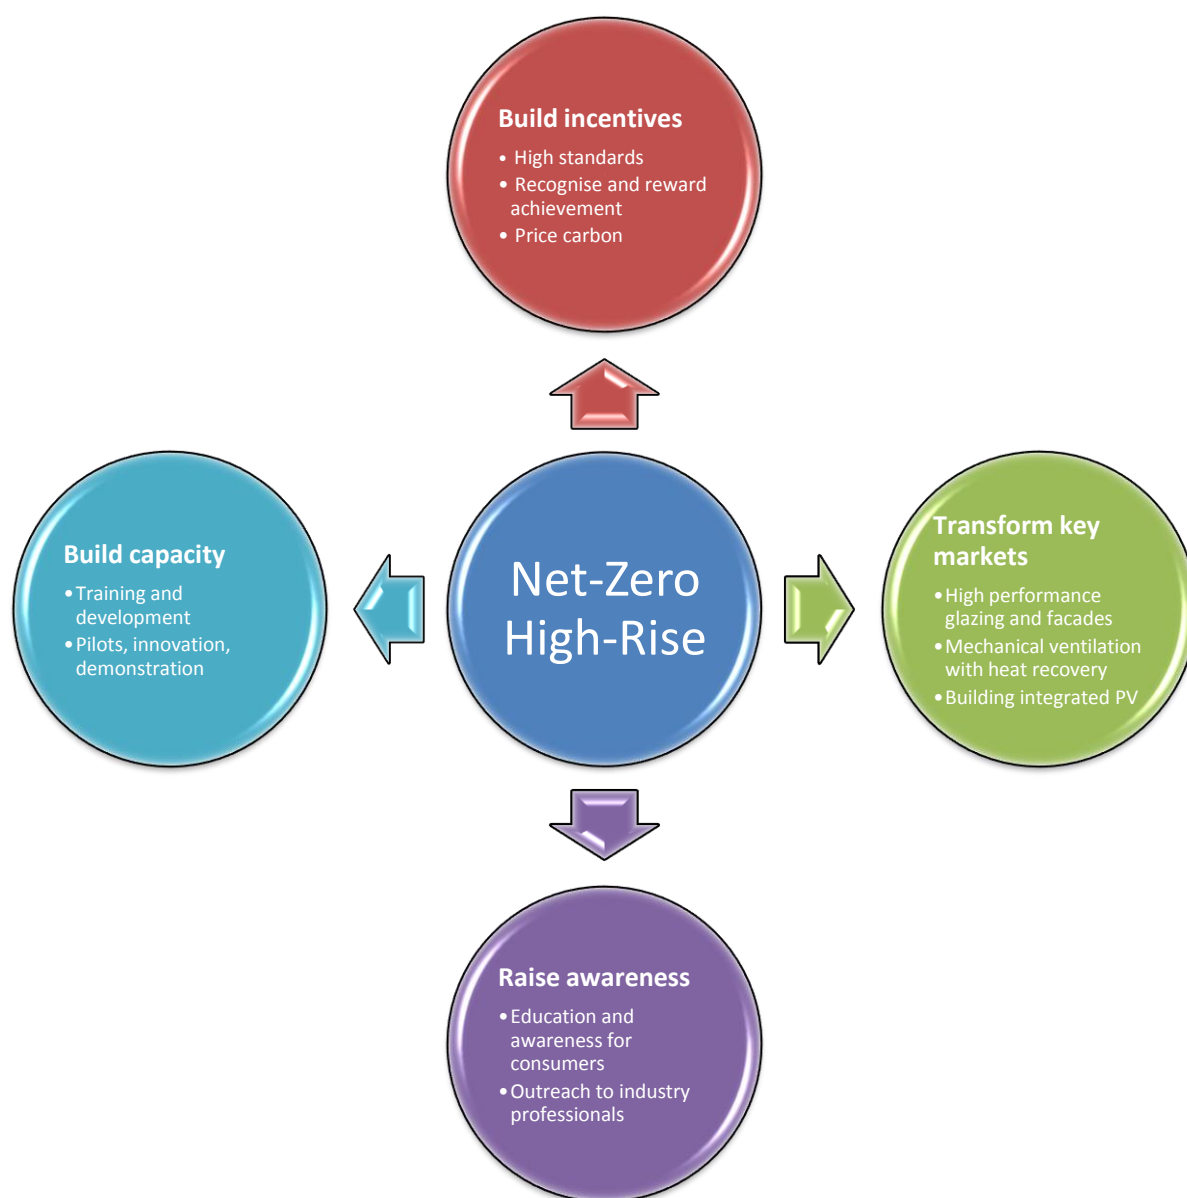 Build incentives
• High standards
• Recognise and reward
achievement
• Price carbon
Build capacity
• Training and
development
• Pilots, innovation,
demonstration
Net-Zero
High-Rise
Transform key
markets
• High performance
glazing and facades
• Mechanical ventilation
with heat recovery
• Building integrated PV
Raise awareness
• Education and
awareness for
consumers
• Outreach to industry
professionals